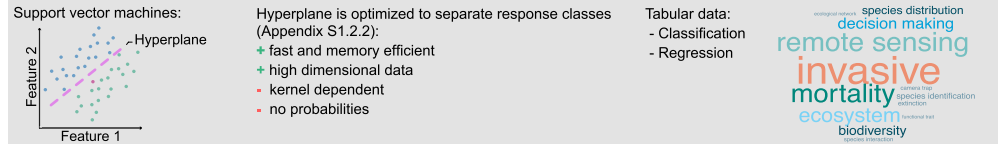 Support vector machines:
Hyperplane
Feature 2
Feature 1
Hyperplane is optimized to separate response classes
(Appendix S1.2.2):
+ fast and memory efficient
+ high dimensional data
- kernel dependent
- no probabilities
Tabular data:
- Classification
- Regression
ecological network
species distribution
decision making
remote sensing
invasive
camera trap
mortality
species identification
extinction
ecosystem
functional trait
biodiversity
species interaction